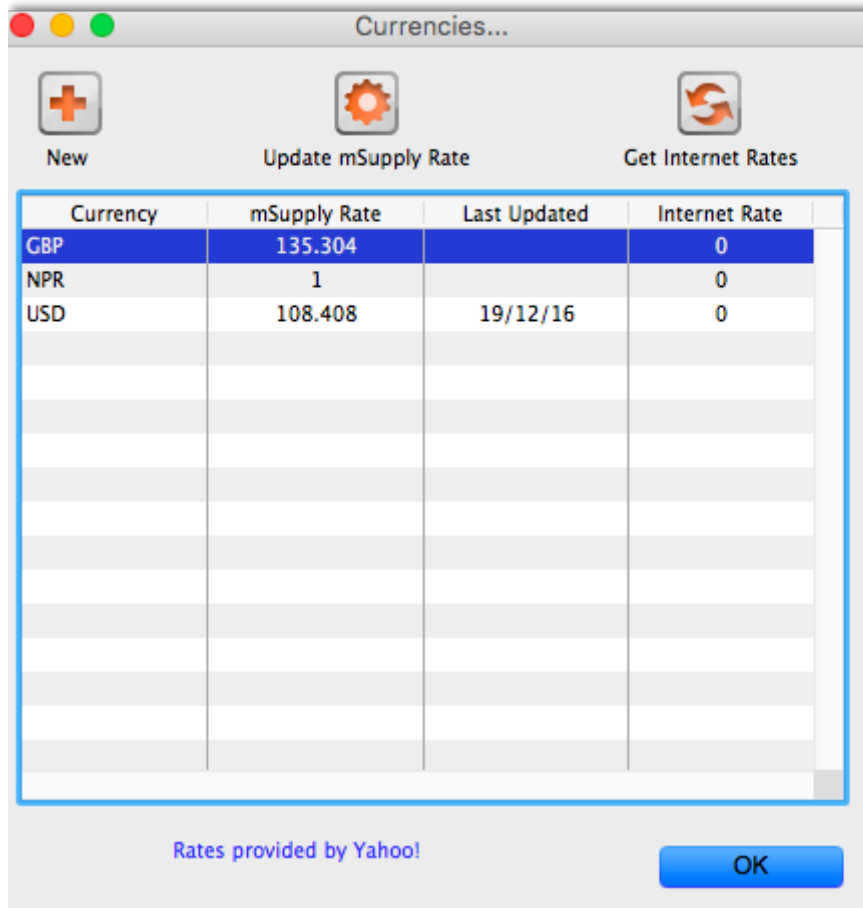 Currencies...
New Update mSupply Rate Get Internet Rates
Currency mSupply Rate Last Updated Internet Rate
GBP 135.304 0
NPR 1 0
USD 108.408 19/12/16 0
Rates provided by Yahoo!
OK